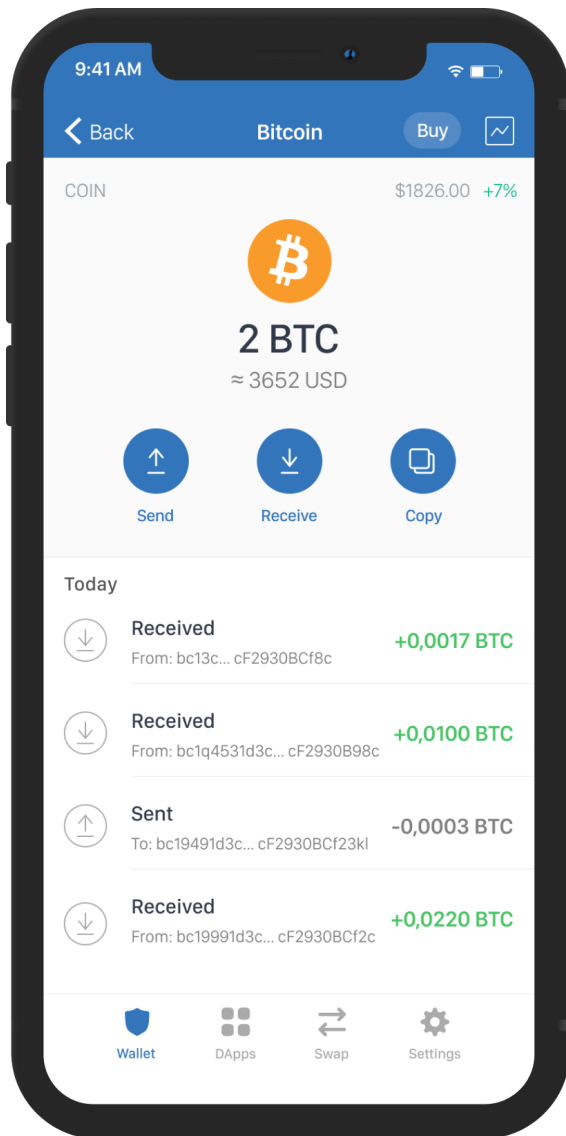 9:41 AM
Back
Bitcoin
Buy
COIN
$1826.00 +7%
2 BTC
≈ 3652 USD
Send
Receive
Copy
Today
Received
+0,0017 BTC
From: bc13c... cF2930BCf8c
Received
+0,0100 BTC
From: bc1q4531d3c... cF2930B98c
Sent
-0,0003 BTC
To: bc19491d3c... cF2930BCf23kl
Received
+0,0220 BTC
From: bc19991d3c... cF2930BCf2c
Wallet
DApps
Swap
Settings